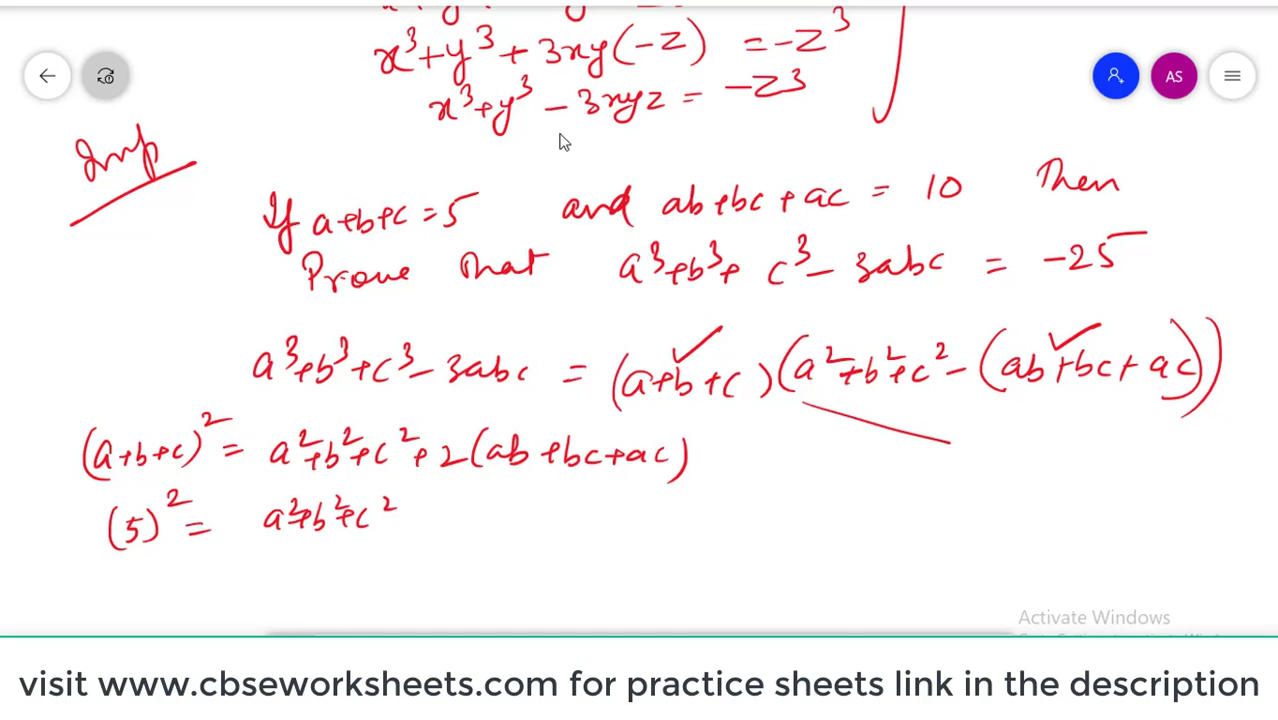 x³+y³+3xy(-z) = -z³
x³+y³ - 3xyz = -z3
AS
Imp
If a+b+c = 5 and ab+bc+ac = 10 Then
Prove that a³+b³+c³ - 3abc = -25
a³+b³+c³ - 3abc = (a+b+c)(a²+b²+c² - (ab+bc+ac))
(a+b+c)² = a²+b²+c²+2(ab+bc+ac)
(5)² = a²+b²+c²
Activate Windows
visit www.cbseworksheets.com for practice sheets link in the description